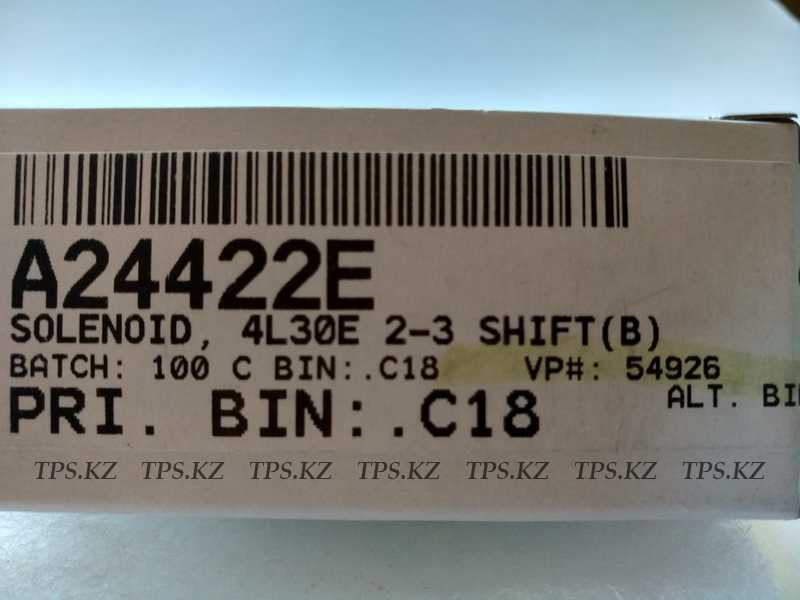 A24422E
SOLENOID, 4L30E 2-3 SHIFT(B)
BATCH: 100 C BIN:.C18 VP#: 54926
PRI. BIN:.C18 ALT. BI
TPS.KZ TPS.KZ TPS.KZ TPS.KZ TPS.KZ TPS.KZ TPS.KZ